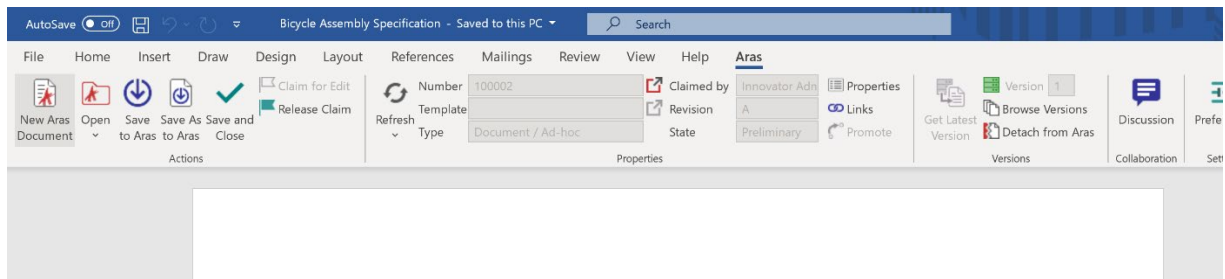 AutoSave Off Bicycle Assembly Specification - Saved to this PC Search
File Home Insert Draw Design Layout References Mailings Review View Help Aras
New Aras Document
Open
Save to Aras
Save As to Aras
Save and Close
Claim for Edit
Release Claim
Actions
Refresh
Number 100002
Template
Type Document / Ad-hoc
Claimed by Innovator Adn
Revision A
State Preliminary
Properties
Links
Promote
Properties
Get Latest Version
Version 1
Browse Versions
Detach from Aras
Versions
Discussion
Collaboration
Prefe
Sett